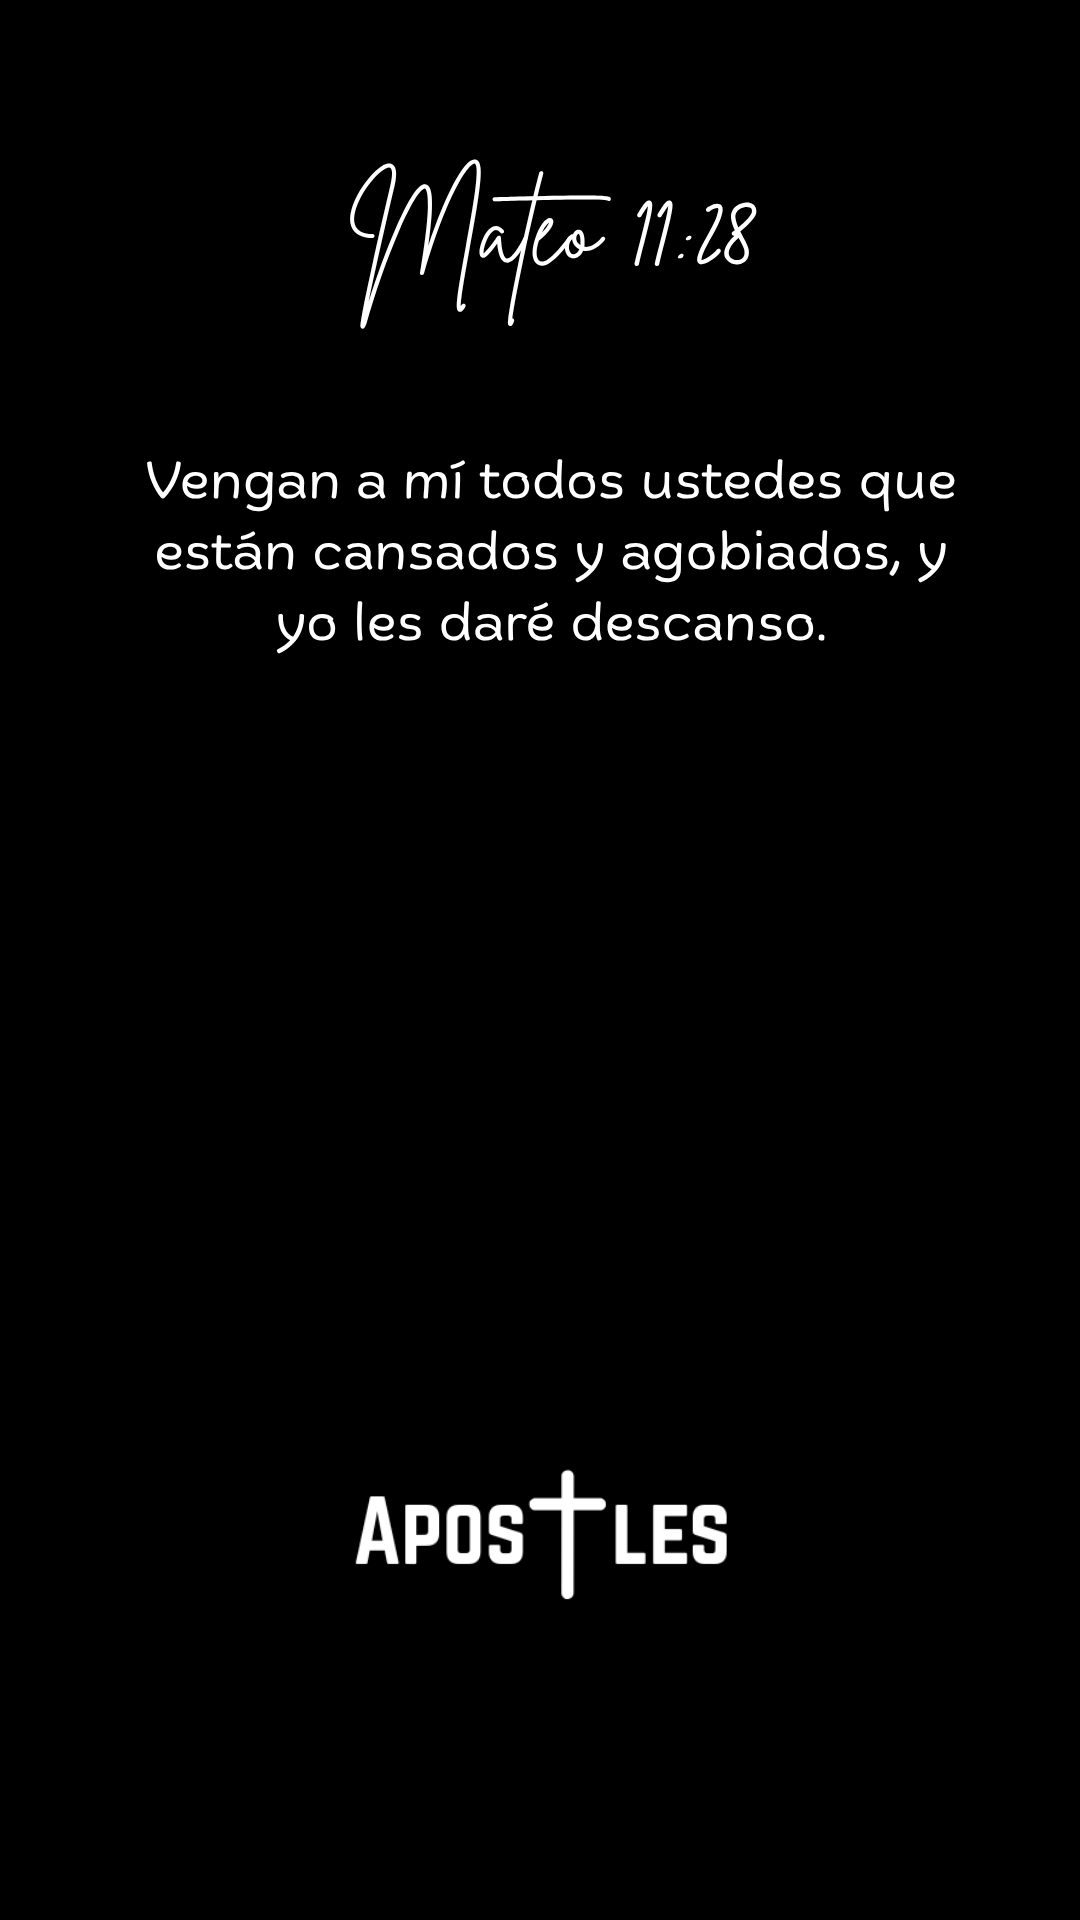 Mateo 11:28
Vengan a mí todos ustedes que
están cansados y agobiados, y
yo les daré descanso.
APOSTLES